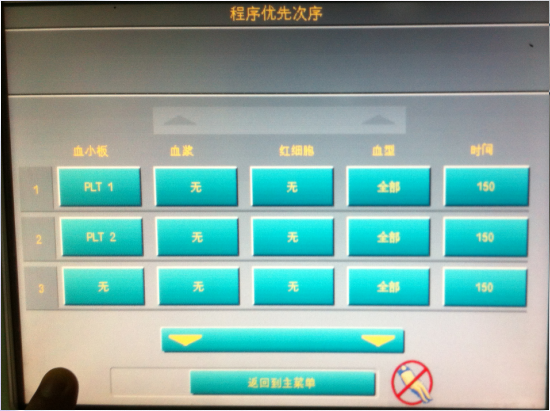 程序优先次序
血小板 血浆 红细胞 血型 时间
1 PLT 1 无 无 全部 150
2 PLT 2 无 无 全部 150
3 无 无 无 全部 150
返回到主菜单